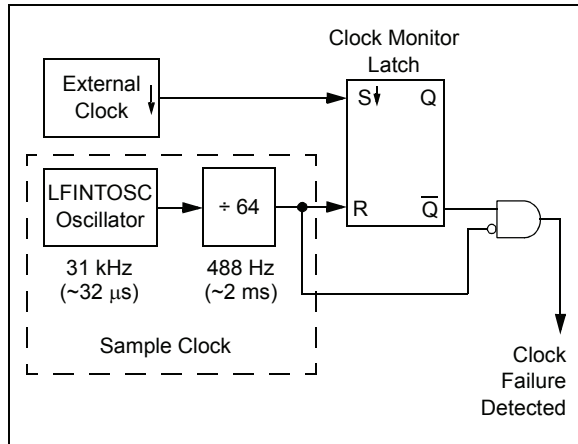 Clock Monitor
Latch
External
Clock
S
Q
LFINTOSC
Oscillator
÷ 64
R
Q
31 kHz
(~32 μs)
488 Hz
(~2 ms)
Sample Clock
Clock
Failure
Detected